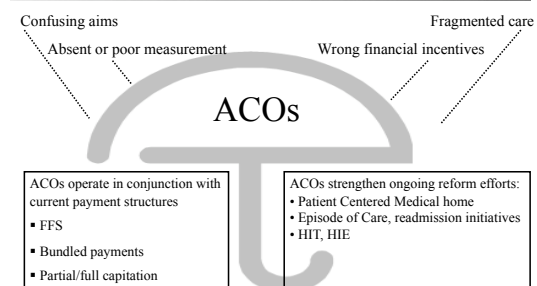 Confusing aims
Fragmented care
Absent or poor measurement
Wrong financial incentives
ACOs
ACOs operate in conjunction with
current payment structures
▪ FFS
▪ Bundled payments
▪ Partial/full capitation
ACOs strengthen ongoing reform efforts:
• Patient Centered Medical home
• Episode of Care, readmission initiatives
• HIT, HIE